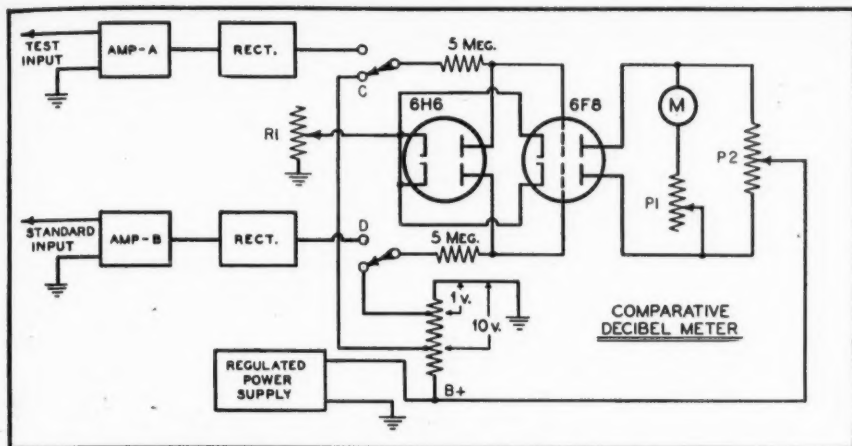 AMP-A
RECT.
TEST
INPUT
5 MEG.
C
6H6
6F8
M
R1
P2
P1
AMP-B
RECT.
STANDARD
INPUT
D
5 MEG.
1 V.
10 V.
COMPARATIVE
DECIBEL METER
REGULATED
POWER
SUPPLY
B+